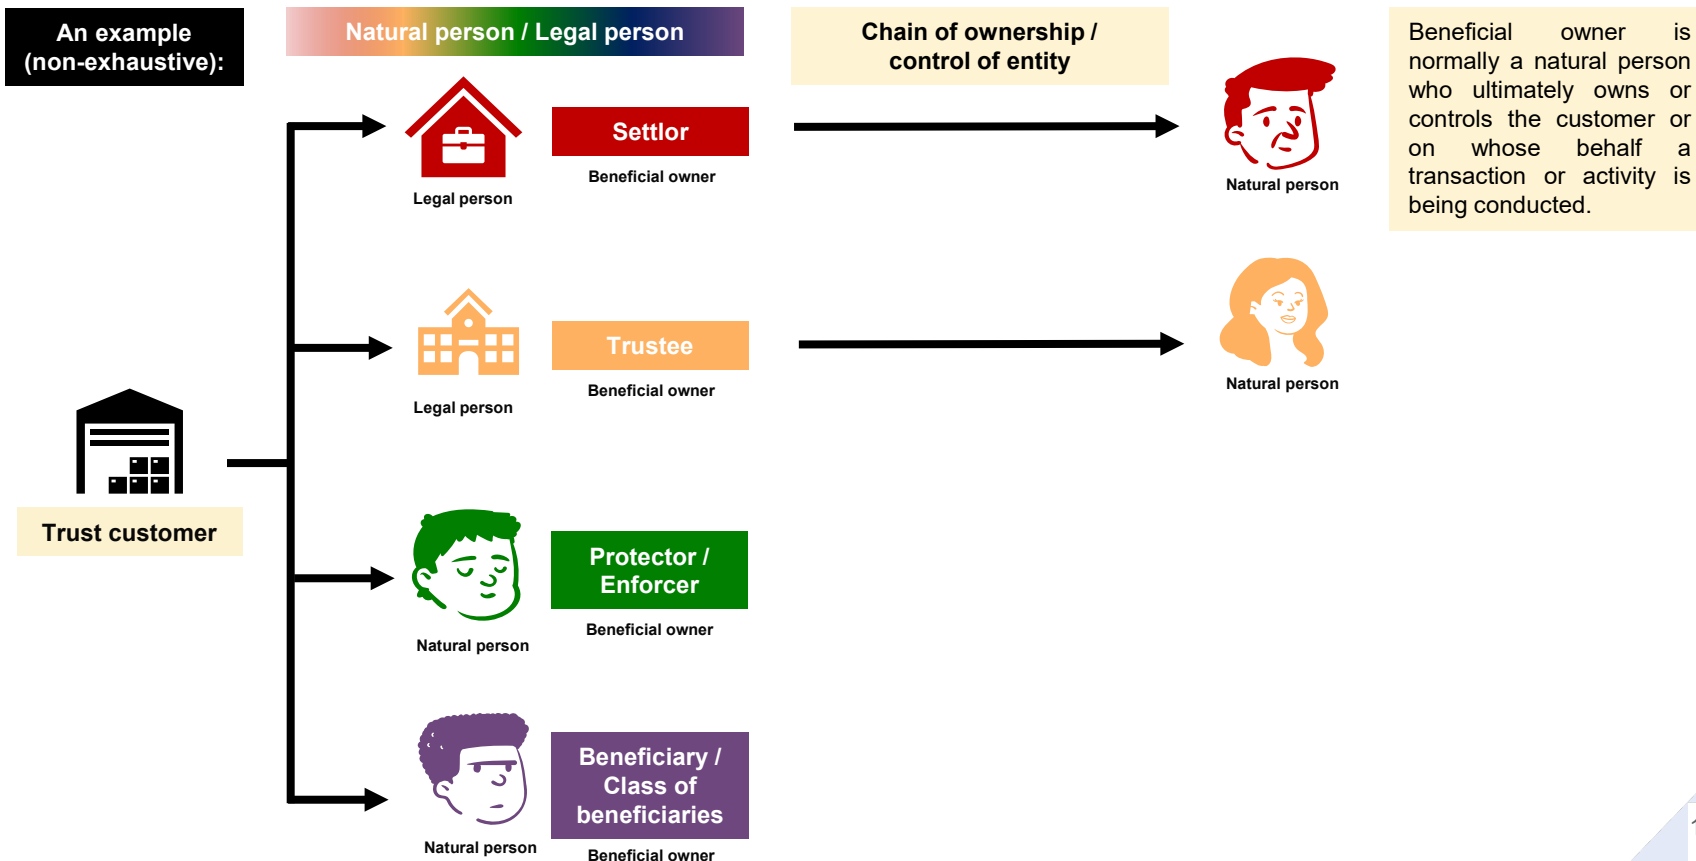 An example
(non-exhaustive):
Natural person / Legal person
Chain of ownership /
control of entity
Beneficial owner is
normally a natural person
who ultimately owns or
controls the customer or
on whose behalf a
transaction or activity is
being conducted.
Settlor
Beneficial owner
Legal person
Natural person
Trustee
Beneficial owner
Legal person
Natural person
Trust customer
Protector /
Enforcer
Beneficial owner
Natural person
Beneficiary /
Class of
beneficiaries
Beneficial owner
Natural person